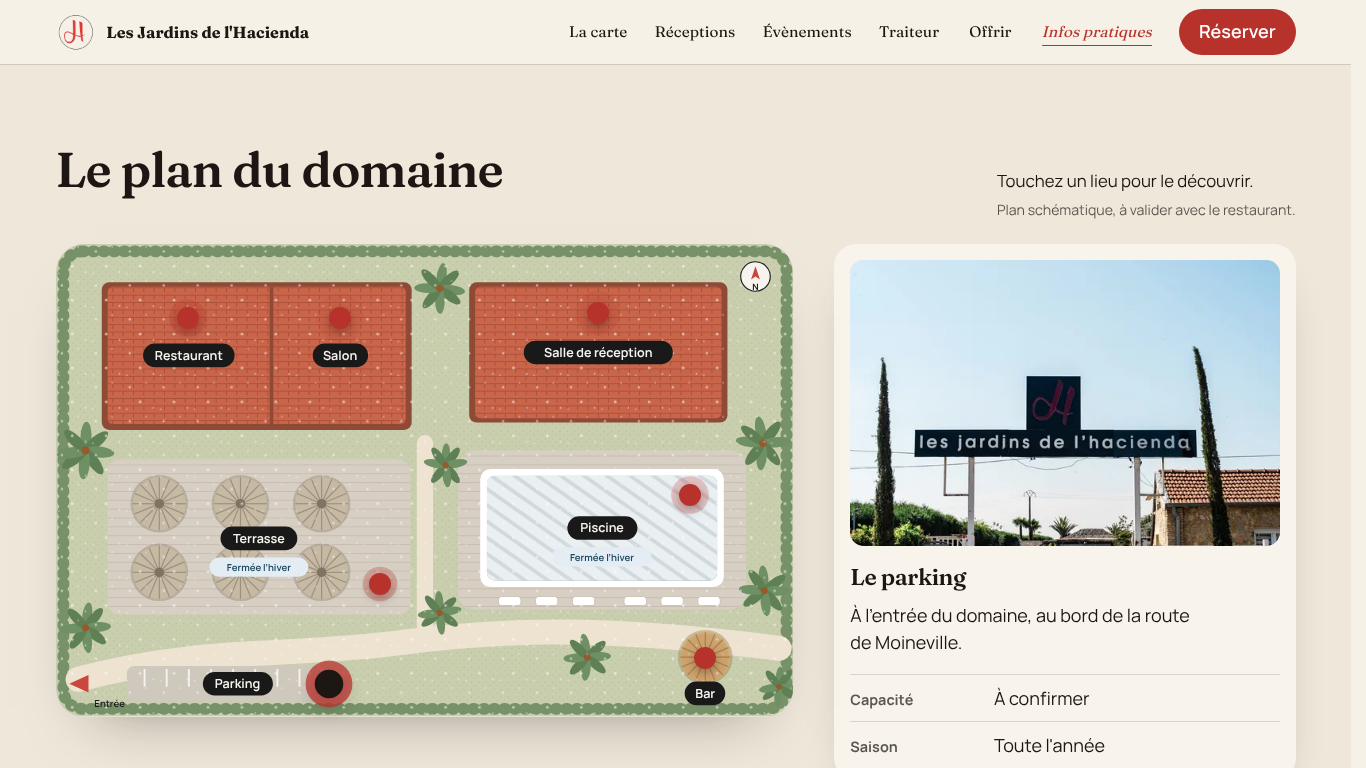 Les Jardins de l'Hacienda
La carte
Réceptions
Évènements
Traiteur
Offrir
Infos pratiques
Réserver
Le plan du domaine
Touchez un lieu pour le découvrir.
Plan schématique, à valider avec le restaurant.
N
Restaurant
Salon
Salle de réception
Terrasse
Fermée l'hiver
Piscine
Fermée l'hiver
Parking
Entrée
Bar
H
les jardins de l'hacienda
Le parking
À l'entrée du domaine, au bord de la route
de Moineville.
Capacité
À confirmer
Saison
Toute l'année